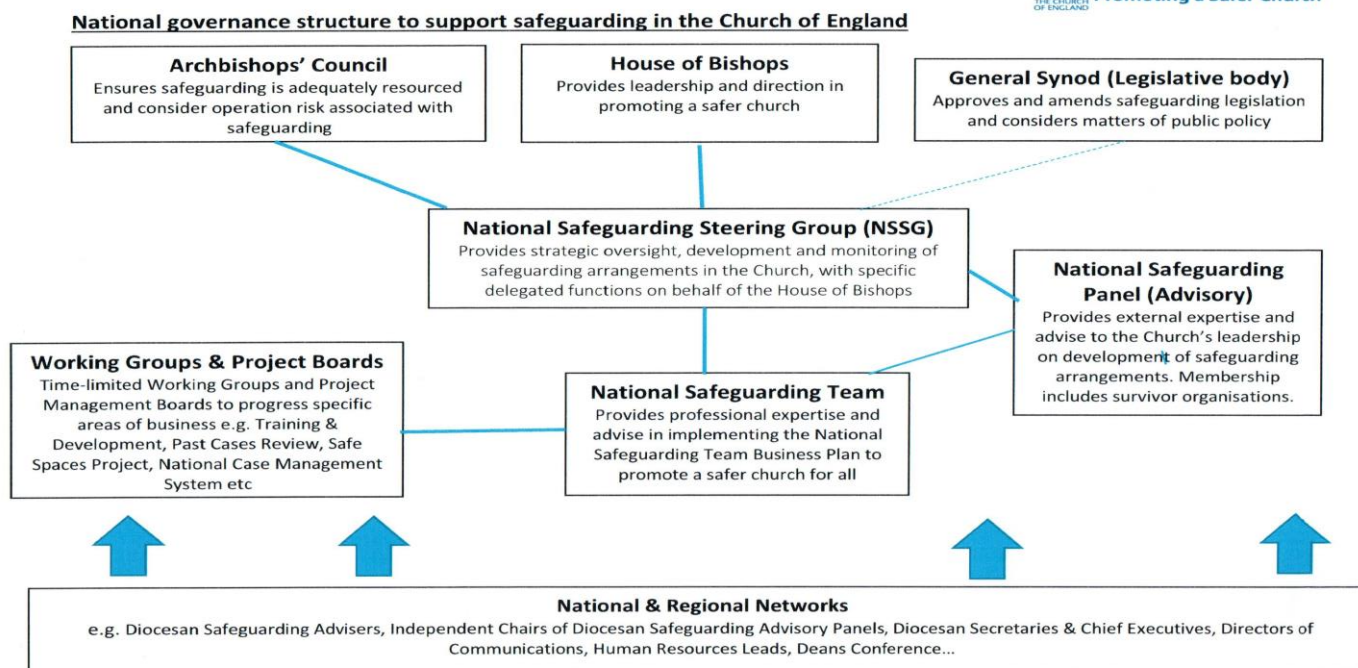 THE CHURCH
OF ENGLAND
Promoting a Safer Church
National governance structure to support safeguarding in the Church of England
Archbishops' Council
Ensures safeguarding is adequately resourced
and consider operation risk associated with
safeguarding
House of Bishops
Provides leadership and direction in
promoting a safer church
General Synod (Legislative body)
Approves and amends safeguarding legislation
and considers matters of public policy
National Safeguarding Steering Group (NSSG)
Provides strategic oversight, development and monitoring of
safeguarding arrangements in the Church, with specific
delegated functions on behalf of the House of Bishops
National Safeguarding
Panel (Advisory)
Provides external expertise and
advise to the Church's leadership
on development of safeguarding
arrangements. Membership
includes survivor organisations.
Working Groups & Project Boards
Time-limited Working Groups and Project
Management Boards to progress specific
areas of business e.g. Training &
Development, Past Cases Review, Safe
Spaces Project, National Case Management
System etc
National Safeguarding Team
Provides professional expertise and
advise in implementing the National
Safeguarding Team Business Plan to
promote a safer church for all
National & Regional Networks
e.g. Diocesan Safeguarding Advisers, Independent Chairs of Diocesan Safeguarding Advisory Panels, Diocesan Secretaries & Chief Executives, Directors of
Communications, Human Resources Leads, Deans Conference...